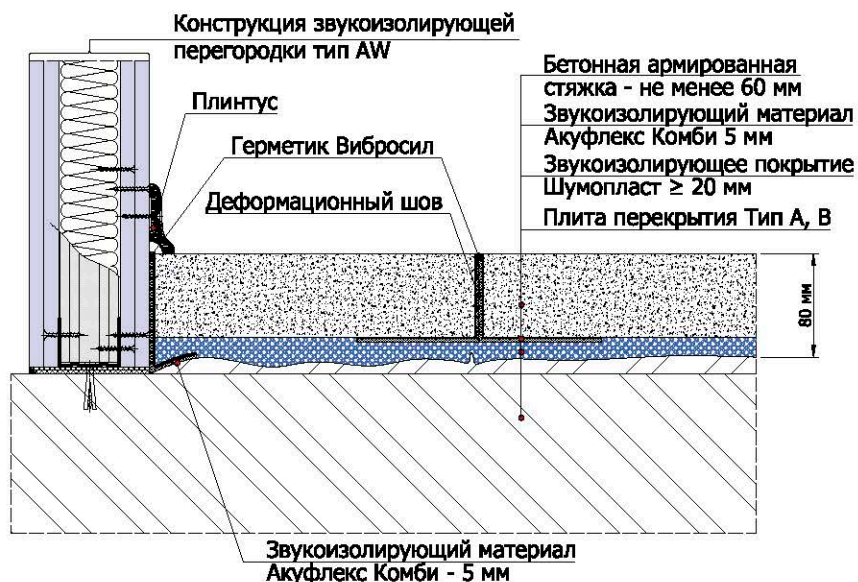 Конструкция звукоизолирующей
перегородки тип AW
Плинтус
Герметик Вибросил
Деформационный шов
Бетонная армированная
стяжка - не менее 60 мм
Звукоизолирующий материал
Акуфлекс Комби 5 мм
Звукоизолирующее покрытие
Шумопласт ≥ 20 мм
Плита перекрытия Тип А, В
80 мм
Звукоизолирующий материал
Акуфлекс Комби - 5 мм